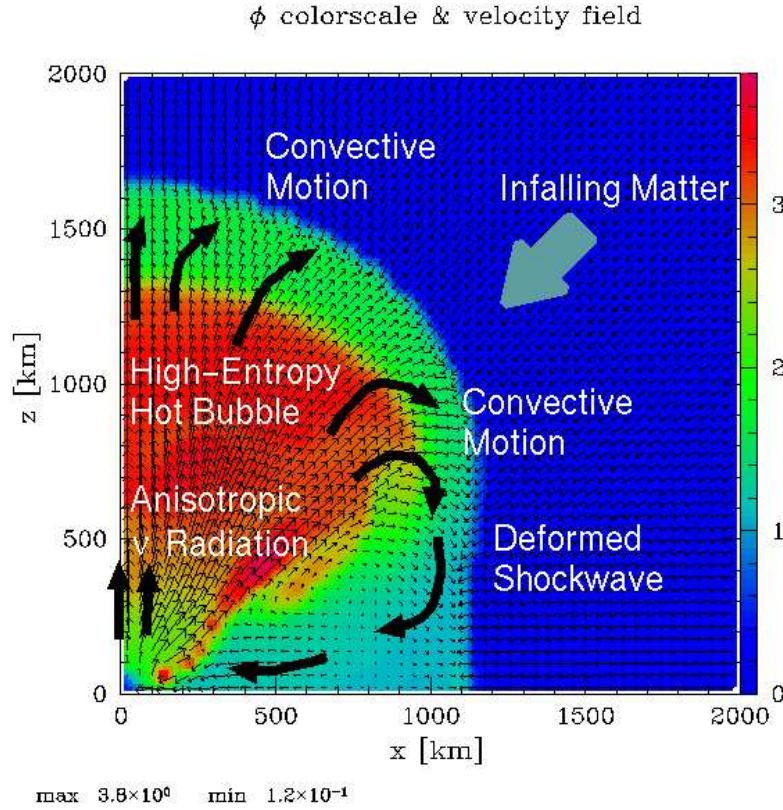 ϕ colorscale & velocity field
2000
1500
1000
500
0
z [km]
Convective
Motion
Infalling Matter
High-Entropy
Hot Bubble
Convective
Motion
Anisotropic
ν Radiation
Deformed
Shockwave
3
2
1
0
0 500 1000 1500 2000
x [km]
max 3.8×10⁰ min 1.2×10⁻¹